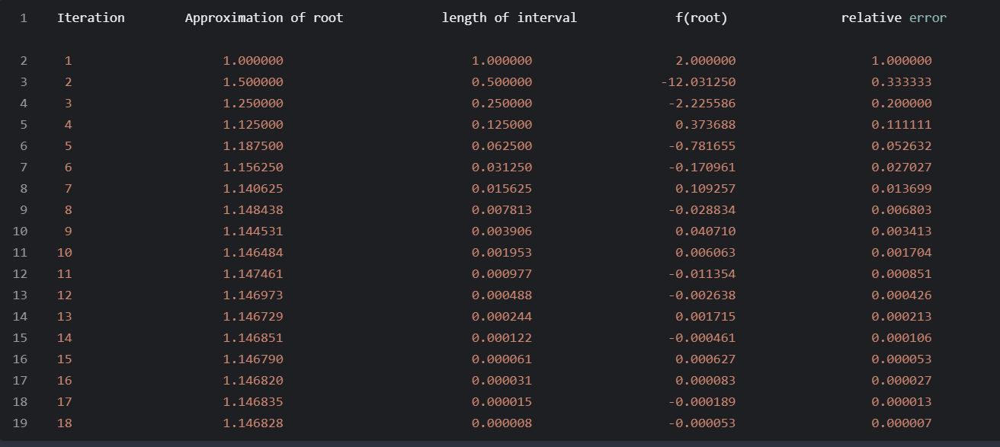 1 Iteration Approximation of root length of interval f(root) relative error
2 1 1.000000 1.000000 2.000000 1.000000
3 2 1.500000 0.500000 -12.031250 0.333333
4 3 1.250000 0.250000 -2.225586 0.200000
5 4 1.125000 0.125000 0.373688 0.111111
6 5 1.187500 0.062500 -0.781655 0.052632
7 6 1.156250 0.031250 -0.170961 0.027027
8 7 1.140625 0.015625 0.109257 0.013699
9 8 1.148438 0.007813 -0.028834 0.006803
10 9 1.144531 0.003906 0.040710 0.003413
11 10 1.146484 0.001953 0.006063 0.001704
12 11 1.147461 0.000977 -0.011354 0.000851
13 12 1.146973 0.000488 -0.002638 0.000426
14 13 1.146729 0.000244 0.001715 0.000213
15 14 1.146851 0.000122 -0.000461 0.000106
16 15 1.146790 0.000061 0.000627 0.000053
17 16 1.146820 0.000031 0.000083 0.000027
18 17 1.146835 0.000015 -0.000189 0.000013
19 18 1.146828 0.000008 -0.000053 0.000007